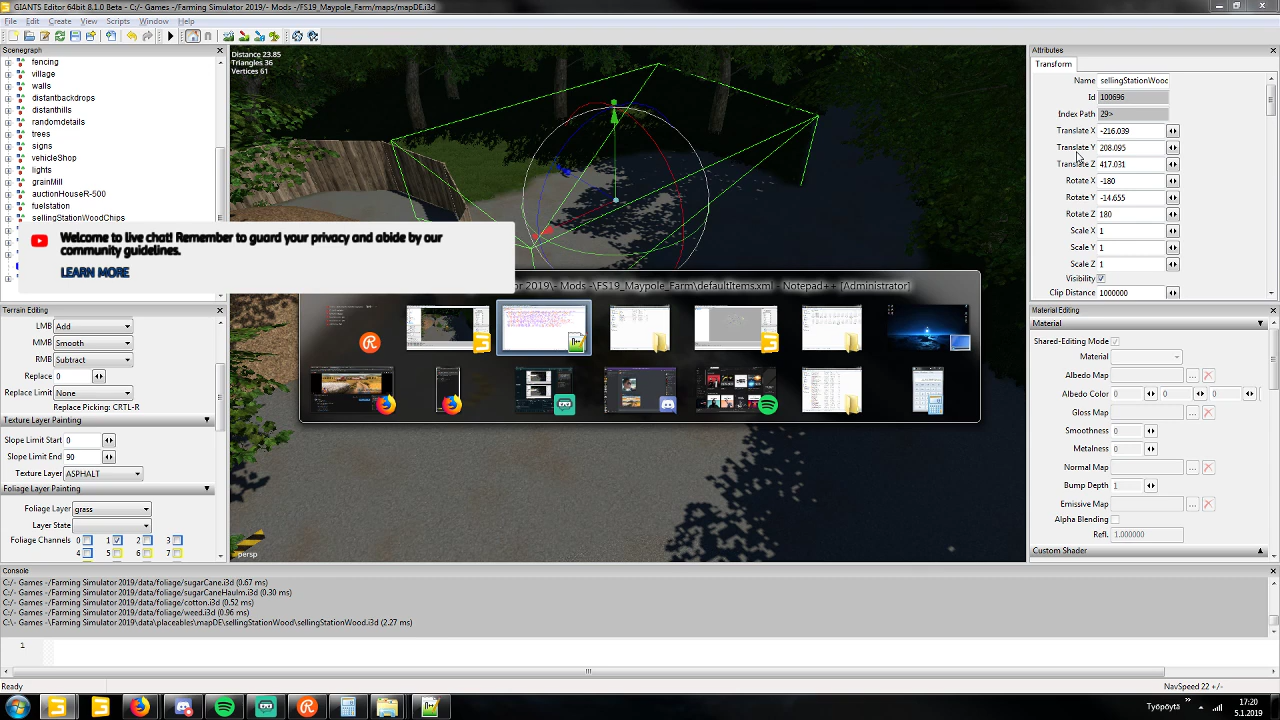 GIANTS Editor 64bit 8.1.0 Beta: C:/- Games -/Farming Simulator 2019/- Mods -/FS19_Maypole_Farm/maps/mapDE.i3d
File Edit Create View Scripts Window Help
Scenegraph
fencing
village
walls
distantbackdrops
distanthills
randomdetails
trees
signs
vehicleShop
lights
grainMill
auctionHouseR-500
fuelstation
sellingStationWoodChips
Distance 23.85
Triangles 36
Vertices 61
Welcome to live chat! Remember to guard your privacy and abide by our
community guidelines.
LEARN MORE
or 2019\- Mods -\FS19_Maypole_Farm\defaultItems.xml - Notepad++ [Administrator]
persp
Attributes
Transform
Name sellingStationWooc
Id 100696
Index Path 29>
Translate X -216.039
Translate Y 208.095
Translate Z 417.031
Rotate X -180
Rotate Y -14.655
Rotate Z 180
Scale X 1
Scale Y 1
Scale Z 1
Visibility
Clip Distance 1000000
Terrain Editing
LMB Add
MMB Smooth
RMB Subtract
Replace 0
Replace Limit None
Replace Picking: CRTL-R
Texture Layer Painting
Slope Limit Start 0
Slope Limit End 90
Texture Layer ASPHALT
Foliage Layer Painting
Foliage Layer grass
Layer State
Foliage Channels 0 1 2 3
4 5 6 7
Material Editing
Material
Shared-Editing Mode
Material
Albedo Map ...
Albedo Color 0 0 0
Gloss Map ...
Smoothness 0
Metalness 0
Normal Map ...
Bump Depth 1
Emissive Map ...
Alpha Blending
Refl. 1.000000
Custom Shader
Console
C:/- Games -/Farming Simulator 2019/data/foliage/sugarCane.i3d (0.67 ms)
C:/- Games -/Farming Simulator 2019/data/foliage/sugarCaneHaulm.i3d (0.30 ms)
C:/- Games -/Farming Simulator 2019/data/foliage/cotton.i3d (0.52 ms)
C:/- Games -/Farming Simulator 2019/data/foliage/weed.i3d (0.96 ms)
C:\- Games -\Farming Simulator 2019\data\placeables\mapDE\sellingStationWood\sellingStationWood.i3d (2.27 ms)
1
Ready
NavSpeed 22 +/-
Työpöytä
17:20
5.1.2019